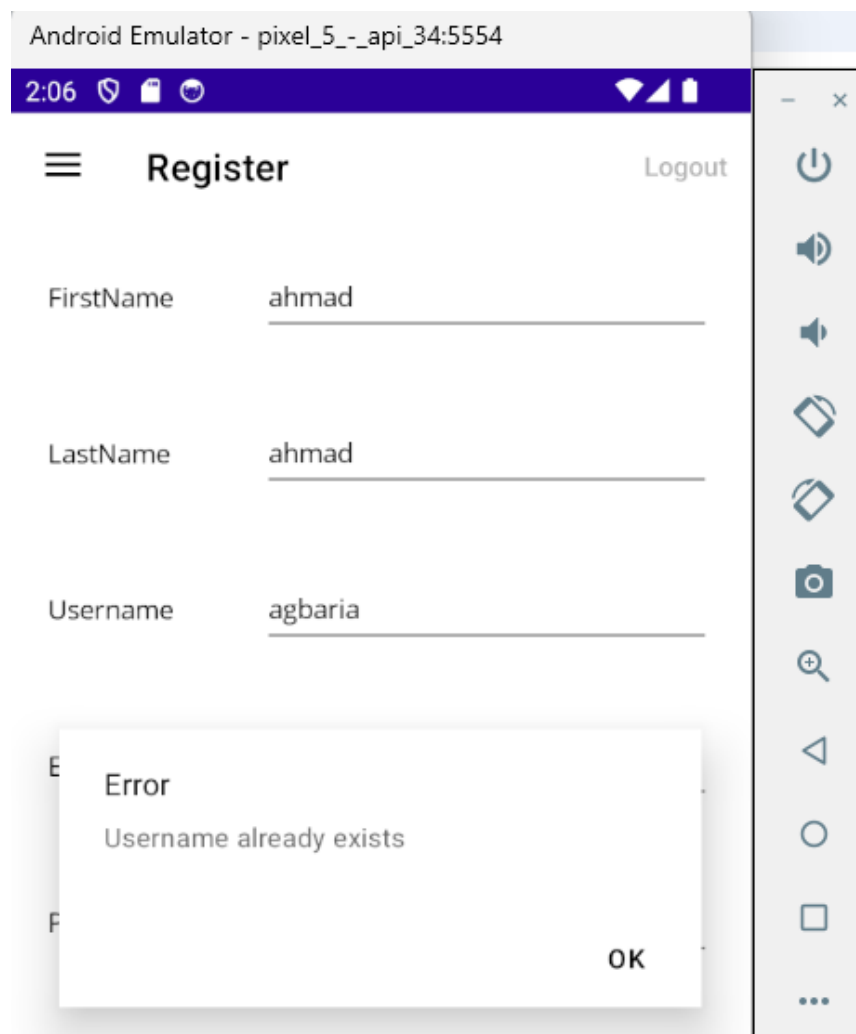 Android Emulator - pixel_5_-_api_34:5554
2:06
Register
Logout
FirstName ahmad
LastName ahmad
Username agbaria
E
Error
Username already exists
P
OK